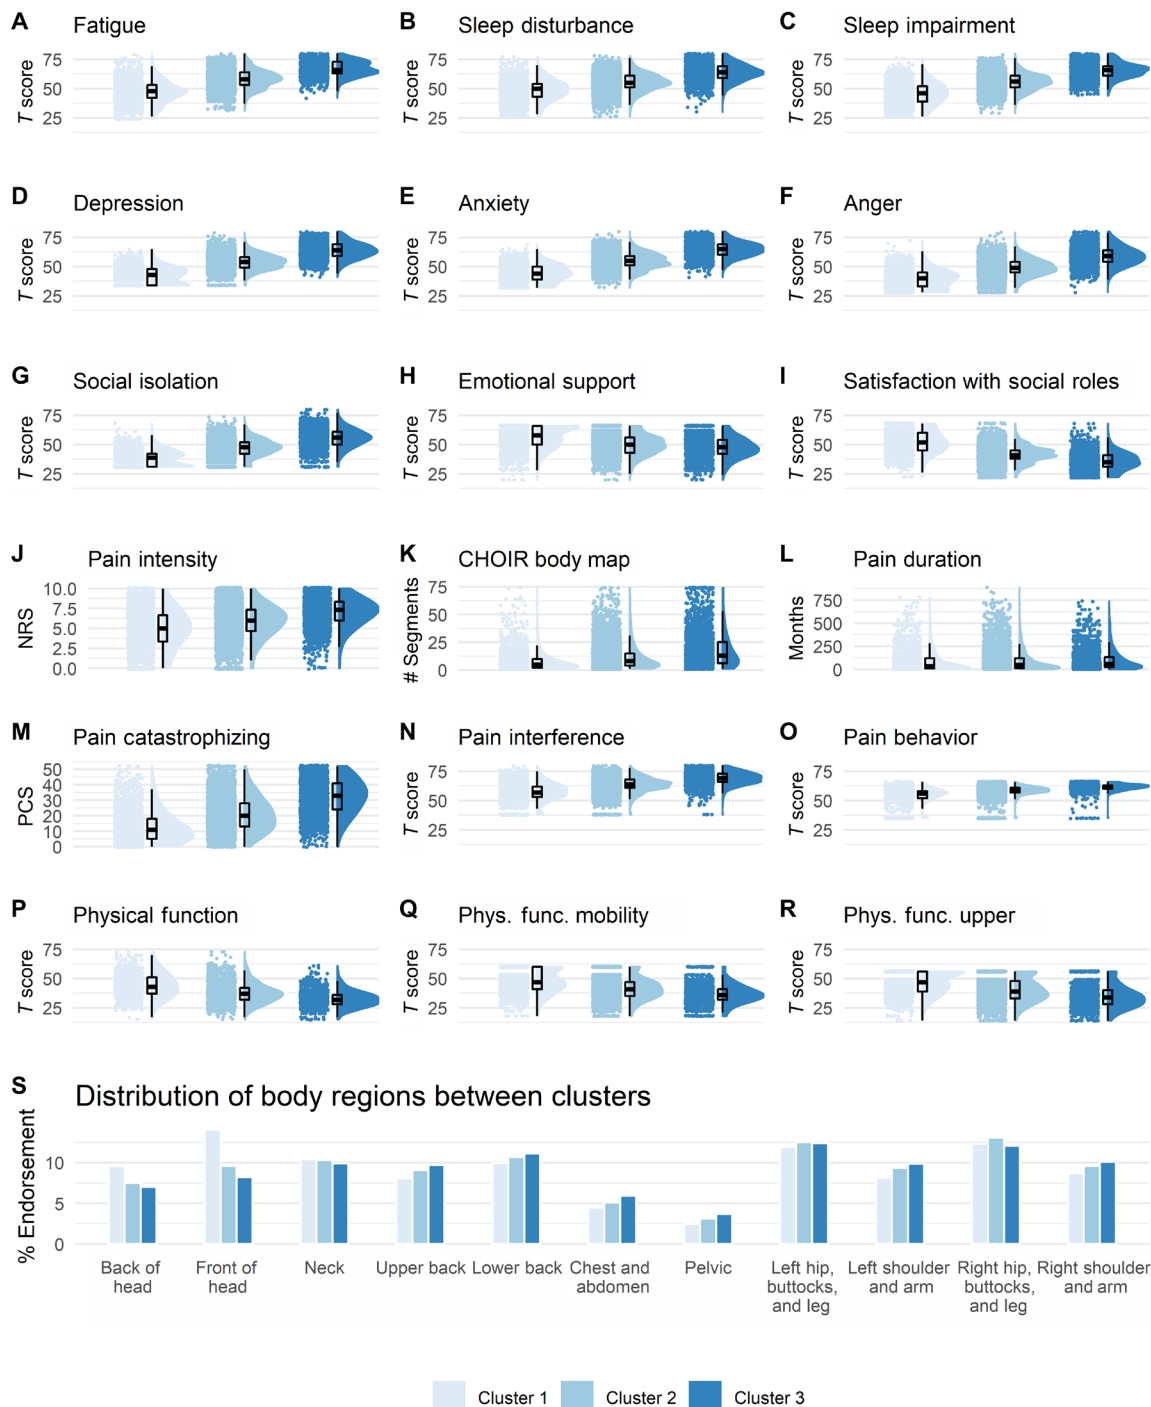 A Fatigue
T score
75
50
25
B Sleep disturbance
T score
75
50
25
C Sleep impairment
T score
75
50
25
D Depression
T score
75
50
25
E Anxiety
T score
75
50
25
F Anger
T score
75
50
25
G Social isolation
T score
75
50
25
H Emotional support
T score
75
50
25
I Satisfaction with social roles
T score
75
50
25
J Pain intensity
NRS
10.0
7.5
5.0
2.5
0.0
K CHOIR body map
# Segments
75
50
25
0
L Pain duration
Months
750
500
250
0
M Pain catastrophizing
PCS
50
40
30
20
10
0
N Pain interference
T score
75
50
25
O Pain behavior
T score
75
50
25
P Physical function
T score
75
50
25
Q Phys. func. mobility
T score
75
50
25
R Phys. func. upper
T score
75
50
25
S Distribution of body regions between clusters
% Endorsement
10
5
0
Back of
head
Front of
head
Neck
Upper back
Lower back
Chest and
abdomen
Pelvic
Left hip,
buttocks,
and leg
Left shoulder
and arm
Right hip,
buttocks,
and leg
Right shoulder
and arm
Cluster 1
Cluster 2
Cluster 3